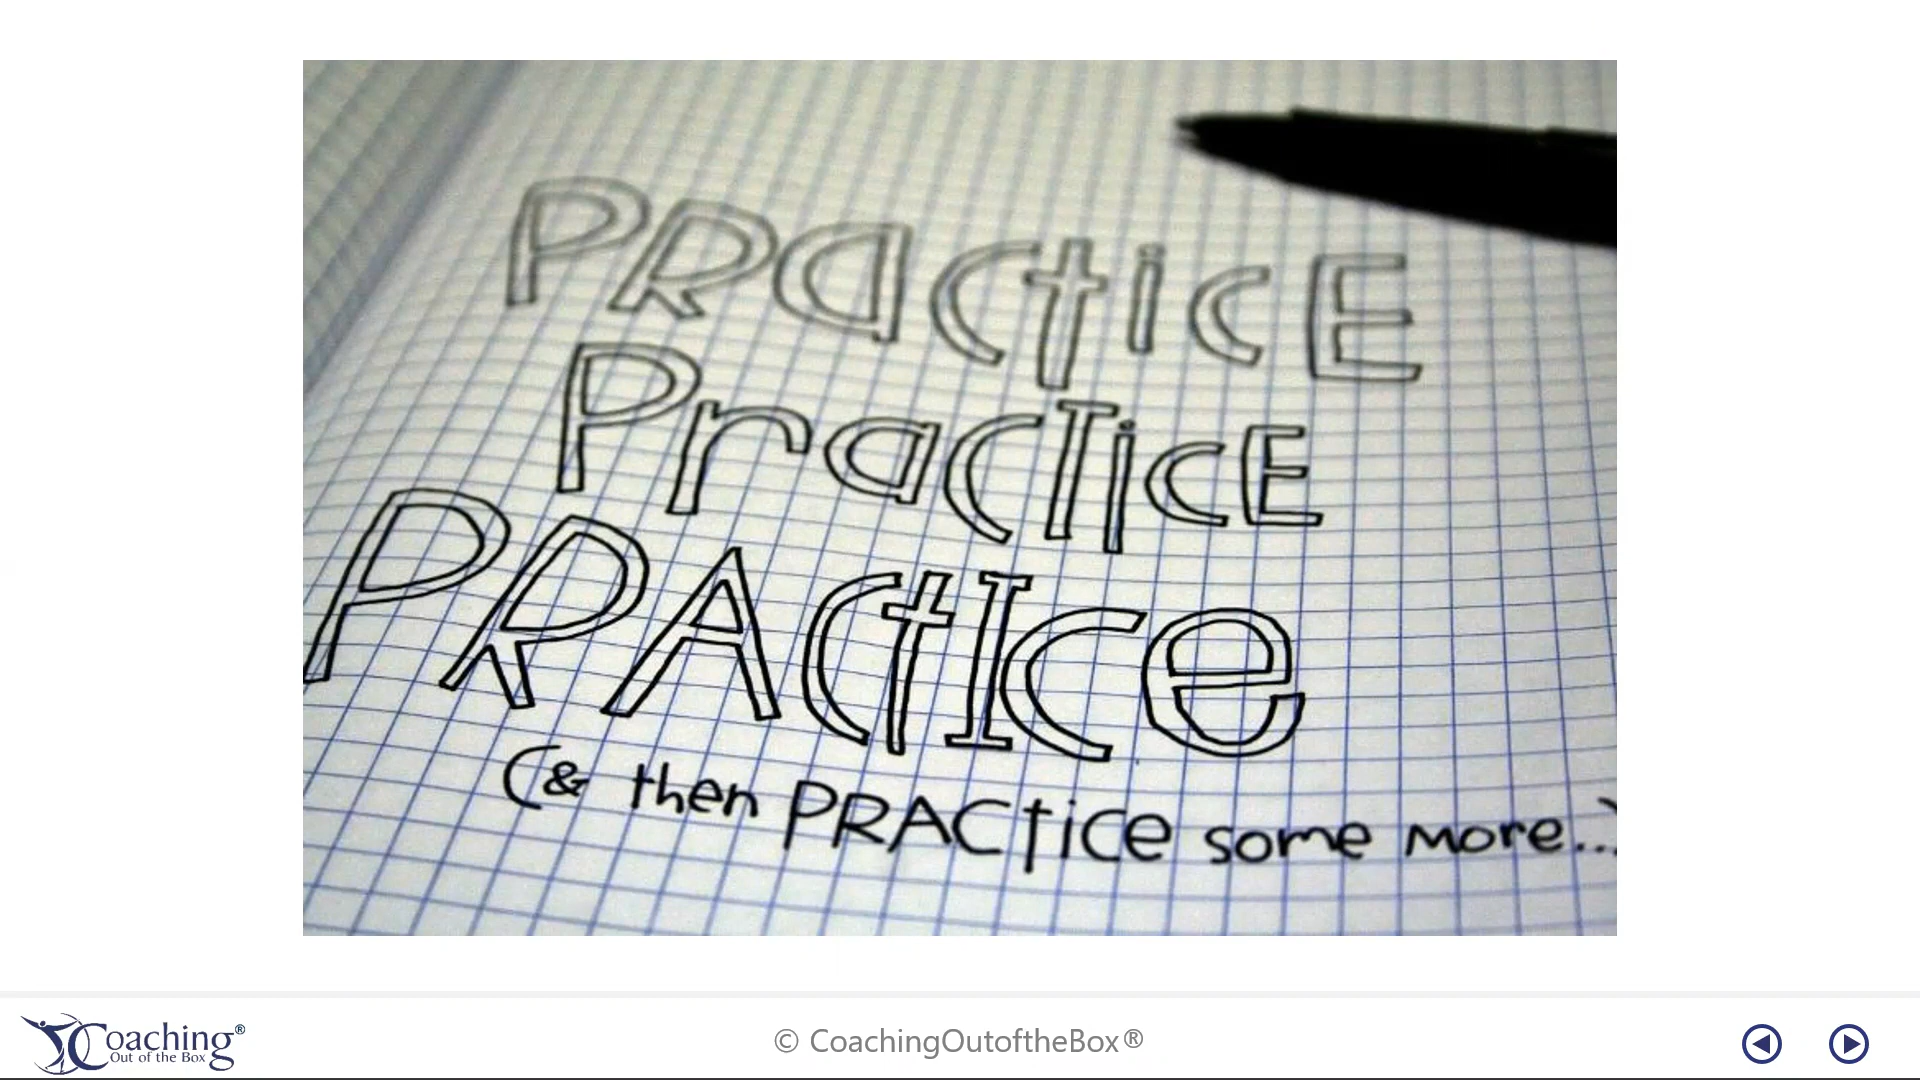 PRActicE
PracTicE
PRActIce
(& then PRACtiCe some more...)
Coaching®
Out of the Box
© CoachingOutoftheBox®